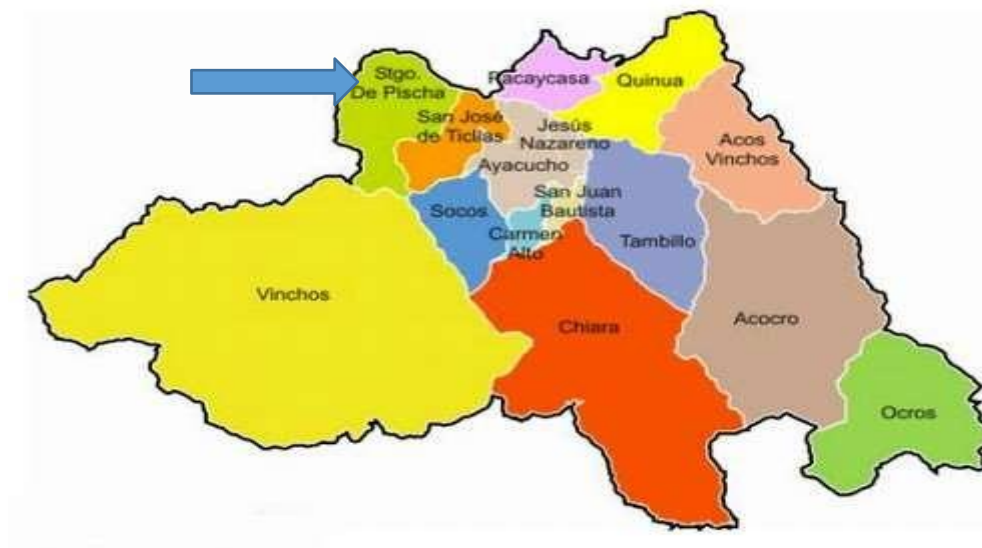 Stgo.
De Pischa
Pacaycasa
Quinua
San José
de Ticllas
Jesús
Nazareno
Acos
Vinchos
Ayacucho
San Juan
Bautista
Socos
Carmen
Alto
Tambillo
Vinchos
Chiara
Acocro
Ocros